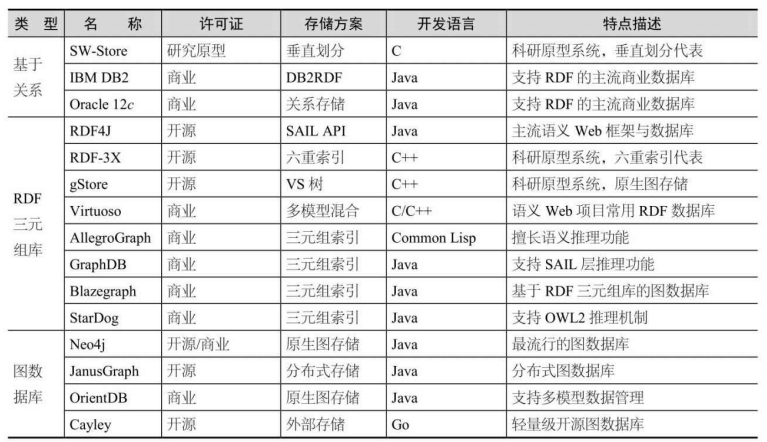 类 型 名 称 许可证 存储方案 开发语言 特点描述
基于关系 SW-Store 研究原型 垂直划分 C 科研原型系统，垂直划分代表
IBM DB2 商业 DB2RDF Java 支持 RDF 的主流商业数据库
Oracle 12c 商业 关系存储 Java 支持 RDF 的主流商业数据库
RDF 三元组库 RDF4J 开源 SAIL API Java 主流语义 Web 框架与数据库
RDF-3X 开源 六重索引 C++ 科研原型系统，六重索引代表
gStore 开源 VS 树 C++ 科研原型系统，原生图存储
Virtuoso 商业 多模型混合 C/C++ 语义 Web 项目常用 RDF 数据库
AllegroGraph 商业 三元组索引 Common Lisp 擅长语义推理功能
GraphDB 商业 三元组索引 Java 支持 SAIL 层推理功能
Blazegraph 商业 三元组索引 Java 基于 RDF 三元组库的图数据库
StarDog 商业 三元组索引 Java 支持 OWL2 推理机制
图数据库 Neo4j 开源/商业 原生图存储 Java 最流行的图数据库
JanusGraph 开源 分布式存储 Java 分布式图数据库
OrientDB 商业 原生图存储 Java 支持多模型数据管理
Cayley 开源 外部存储 Go 轻量级开源图数据库